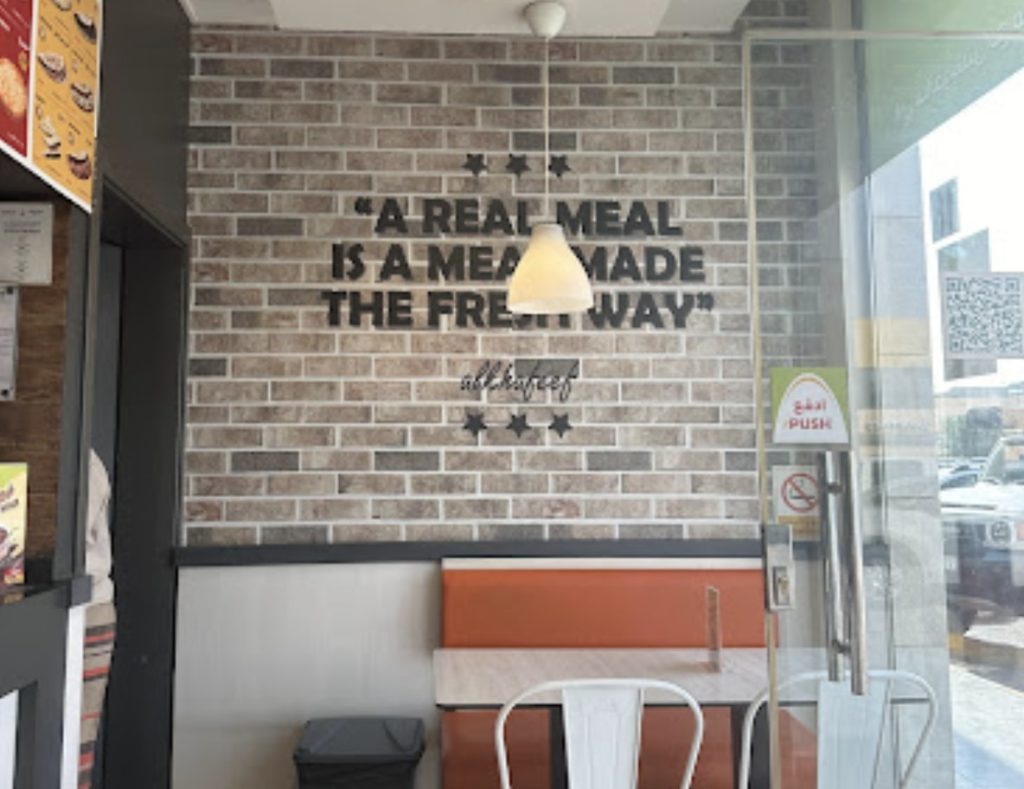 “A REAL MEAL
IS A MEAL MADE
THE FRESH WAY”
alkhafeef
ادفع
PUSH